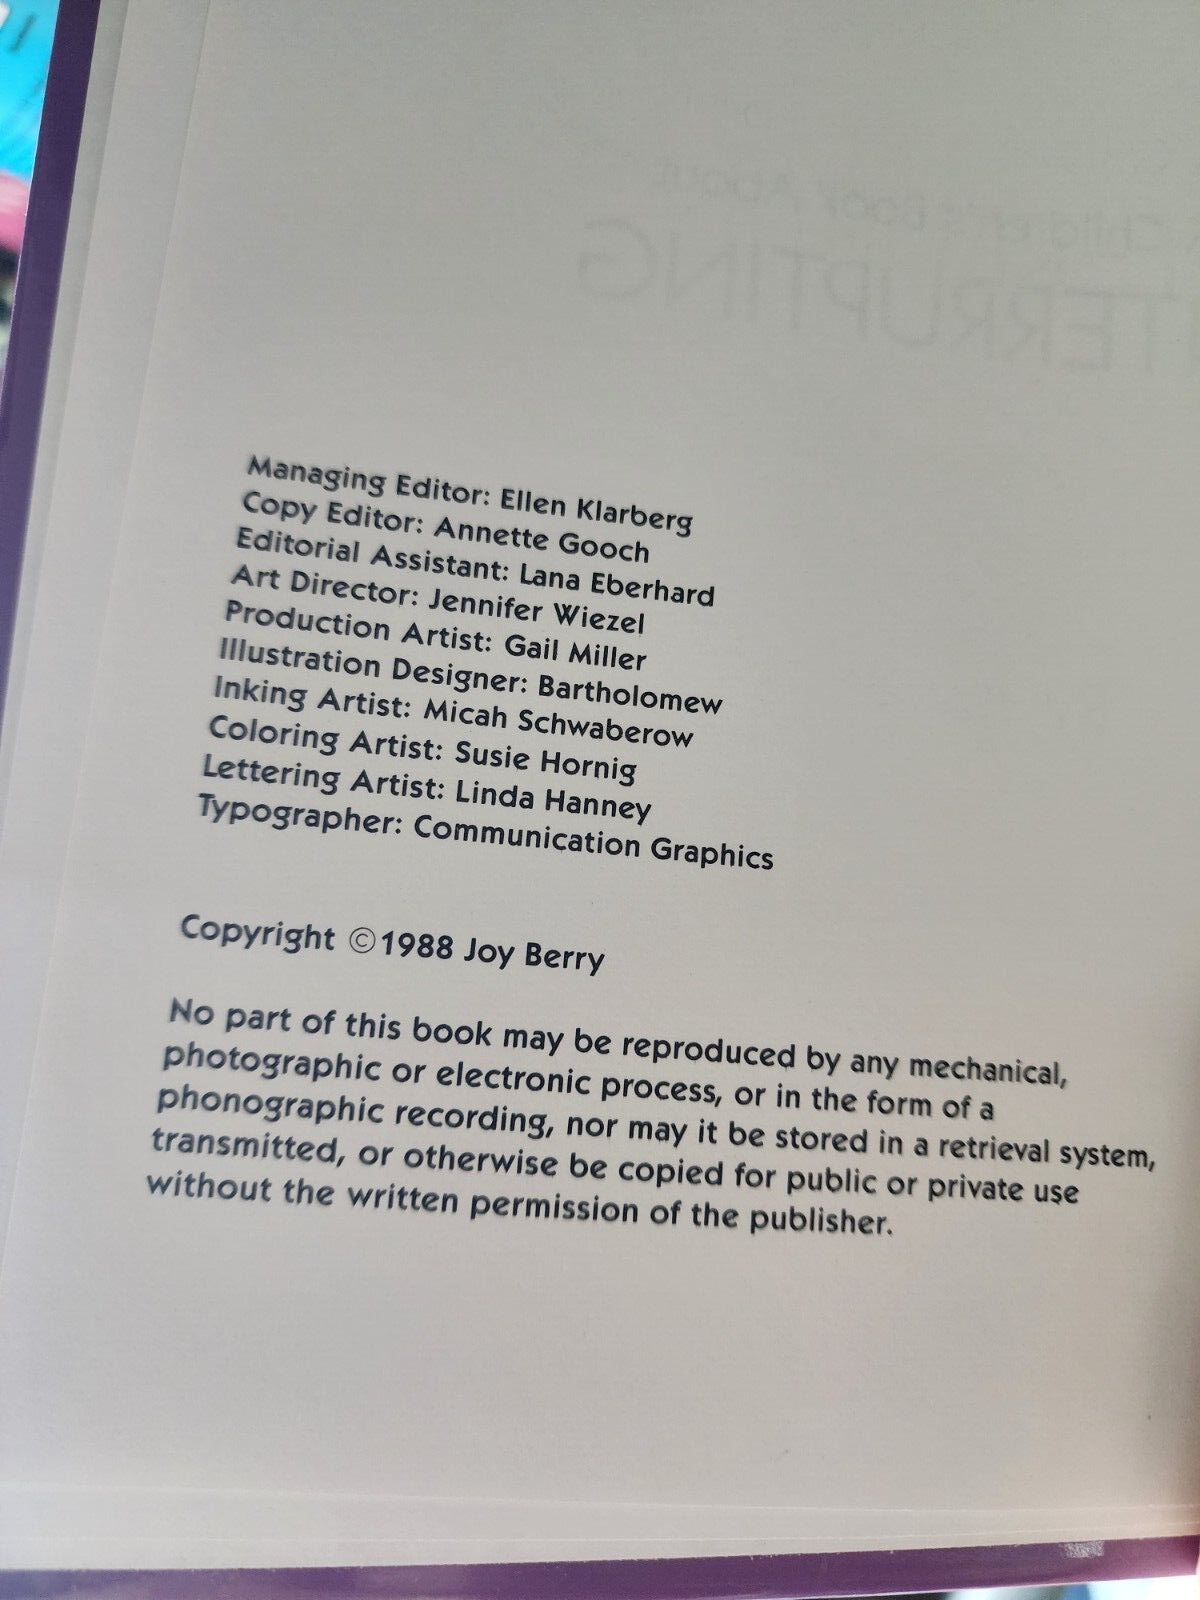 Children's Book About
TERRUPTING
Managing Editor: Ellen Klarberg
Copy Editor: Annette Gooch
Editorial Assistant: Lana Eberhard
Art Director: Jennifer Wiezel
Production Artist: Gail Miller
Illustration Designer: Bartholomew
Inking Artist: Micah Schwaberow
Coloring Artist: Susie Hornig
Lettering Artist: Linda Hanney
Typographer: Communication Graphics
Copyright ©1988 Joy Berry
No part of this book may be reproduced by any mechanical,
photographic or electronic process, or in the form of a
phonographic recording, nor may it be stored in a retrieval system,
transmitted, or otherwise be copied for public or private use
without the written permission of the publisher.